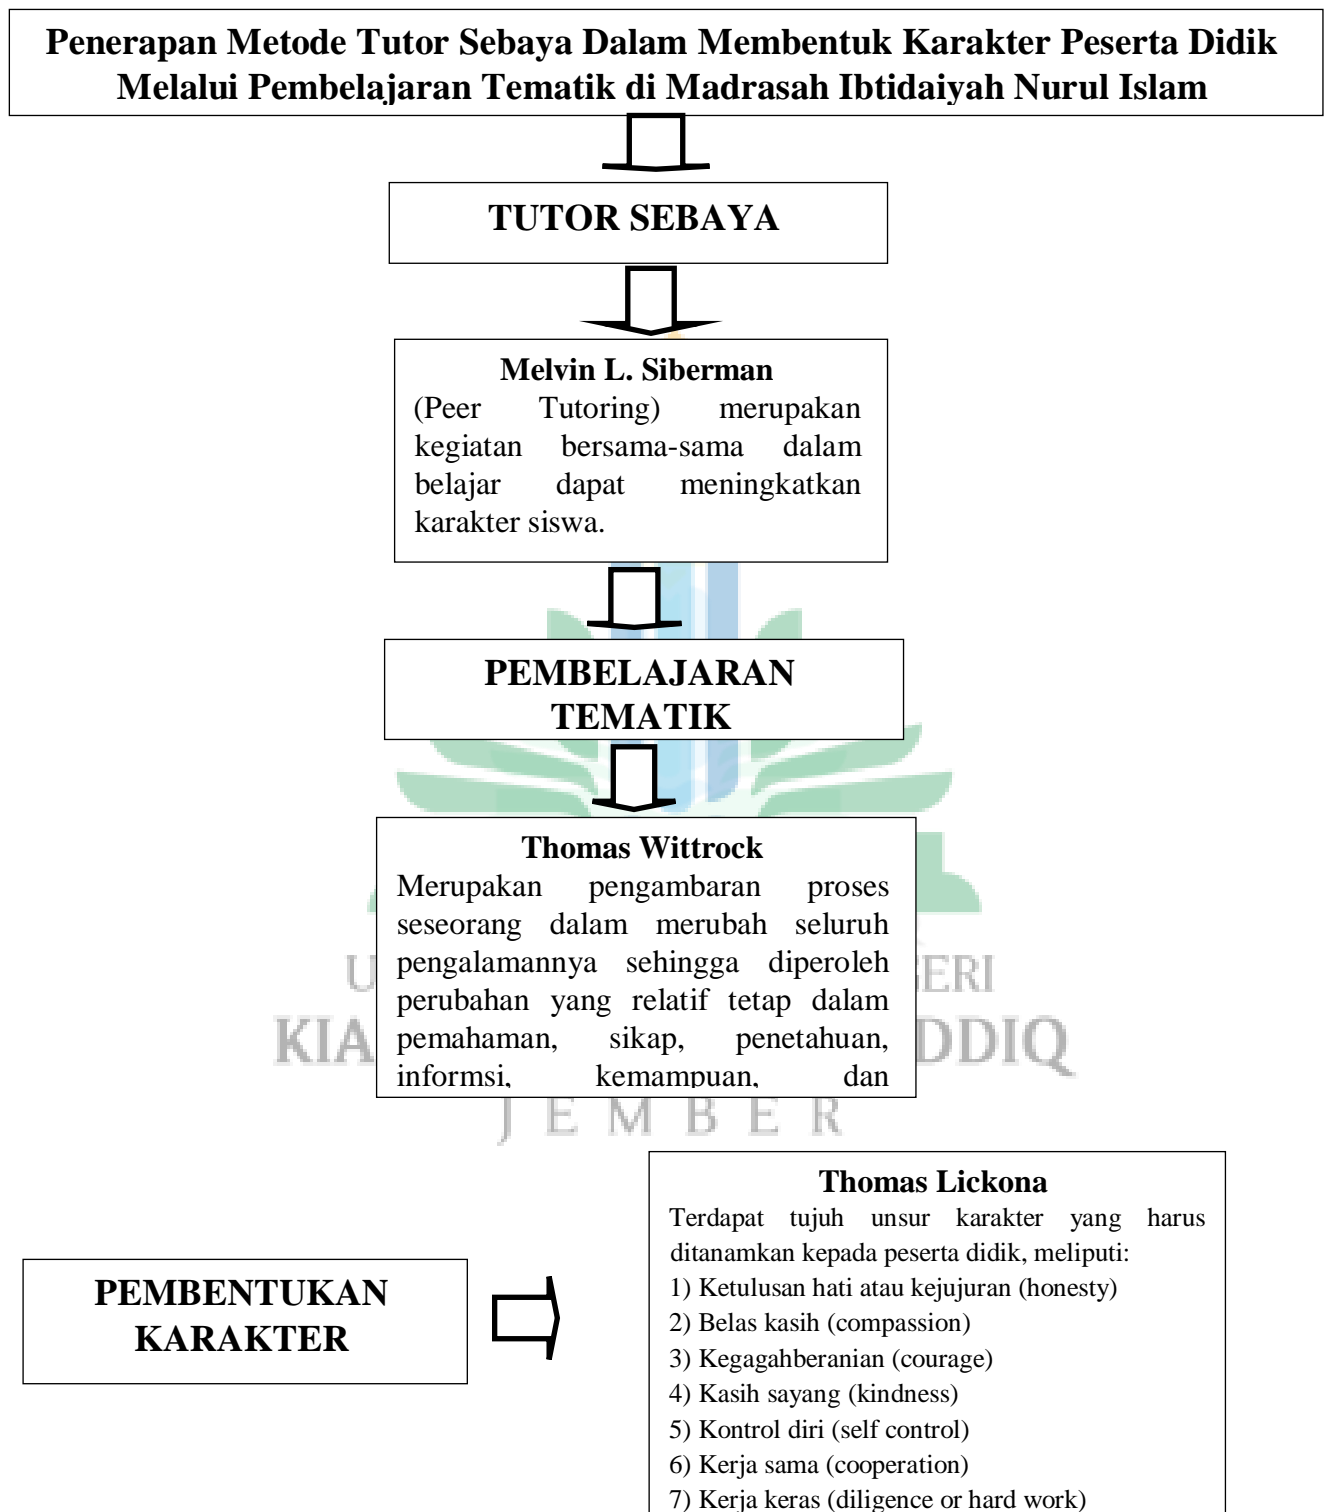 Penerapan Metode Tutor Sebaya Dalam Membentuk Karakter Peserta Didik
Melalui Pembelajaran Tematik di Madrasah Ibtidaiyah Nurul Islam
TUTOR SEBAYA
Melvin L. Siberman
(Peer Tutoring) merupakan
kegiatan bersama-sama dalam
belajar dapat meningkatkan
karakter siswa.
PEMBELAJARAN
TEMATIK
Thomas Wittrock
Merupakan pengambaran proses
seseorang dalam merubah seluruh
pengalamannya sehingga diperoleh
perubahan yang relatif tetap dalam
pemahaman, sikap, penetahuan,
informsi, kemampuan, dan
JEMBER
Thomas Lickona
Terdapat tujuh unsur karakter yang harus
ditanamkan kepada peserta didik, meliputi:
1) Ketulusan hati atau kejujuran (honesty)
2) Belas kasih (compassion)
3) Kegagahberanian (courage)
4) Kasih sayang (kindness)
5) Kontrol diri (self control)
6) Kerja sama (cooperation)
7) Kerja keras (diligence or hard work)
PEMBENTUKAN
KARAKTER